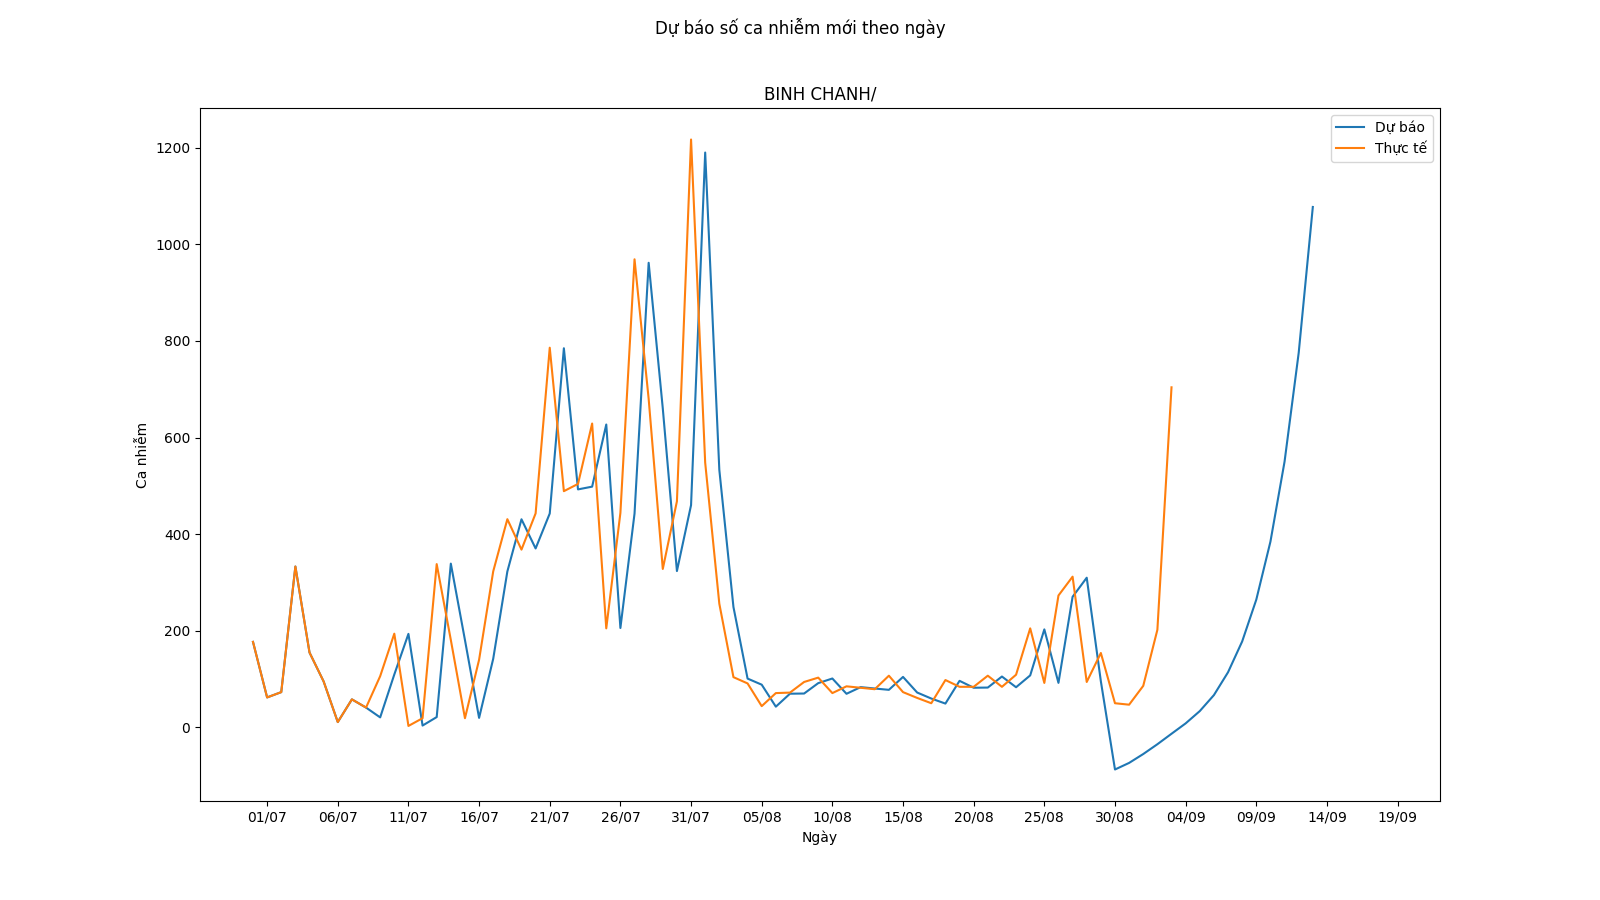 Dự báo số ca nhiễm mới theo ngày
BINH CHANH/
Dự báo
Thực tế
1200
1000
800
600
400
200
0
Ca nhiễm
01/07 06/07 11/07 16/07 21/07 26/07 31/07 05/08 10/08 15/08 20/08 25/08 30/08 04/09 09/09 14/09 19/09
Ngày